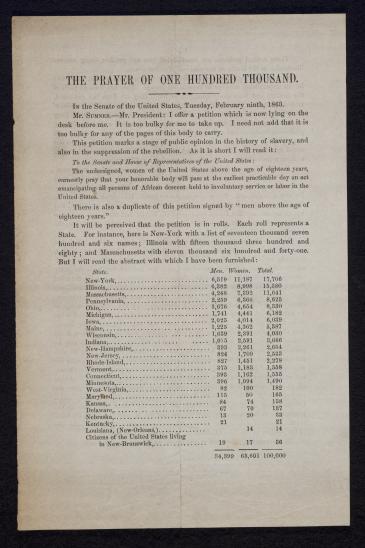 THE PRAYER OF ONE HUNDRED THOUSAND.
In the Senate of the United States, Tuesday, February ninth, 1863.
Mr. Sumner.—Mr. President: I offer a petition which is now lying on the
desk before me. It is too bulky for me to take up. I need not add that it is
too bulky for any of the pages of this body to carry.
This petition marks a stage of public opinion in the history of slavery, and
also in the suppression of the rebellion. As it is short I will read it:
To the Senate and House of Representatives of the United States:
The undersigned, women of the United States above the age of eighteen years,
earnestly pray that your honorable body will pass at the earliest practicable day an act
emancipating all persons of African descent held to involuntary service or labor in the
United States.
There is also a duplicate of this petition signed by "men above the age of
eighteen years."
It will be perceived that the petition is in rolls. Each roll represents a
State. For instance, here is New-York with a list of seventeen thousand seven
hundred and six names; Illinois with fifteen thousand three hundred and
eighty; and Massachusetts with eleven thousand six hundred and forty-one.
But I will read the abstract with which I have been furnished:
State. Men. Women. Total.
New-York, 6,519 11,187 17,706
Illinois, 6,382 8,998 15,380
Massachusetts, 4,248 7,392 11,641
Pennsylvania, 2,259 6,366 8,625
Ohio, 3,676 4,654 8,330
Michigan, 1,741 4,441 6,182
Iowa, 2,025 4,014 6,039
Maine, 1,225 4,362 5,587
Wisconsin, 1,639 2,391 4,030
Indiana, 1,075 2,591 3,666
New-Hampshire, 393 2,261 2,654
New-Jersey, 824 1,709 2,533
Rhode-Island, 827 1,451 2,278
Vermont, 375 1,183 1,558
Connecticut, 393 1,162 1,555
Minnesota, 396 1,094 1,490
West-Virginia, 82 100 182
Maryland, 115 50 165
Kansas, 84 74 158
Delaware, 67 70 137
Nebraska, 13 20 33
Kentucky, 21 21
Louisiana, (New-Orleans,) 14 14
Citizens of the United States living
in New-Brunswick, 19 17 36
34,399 65,601 100,000